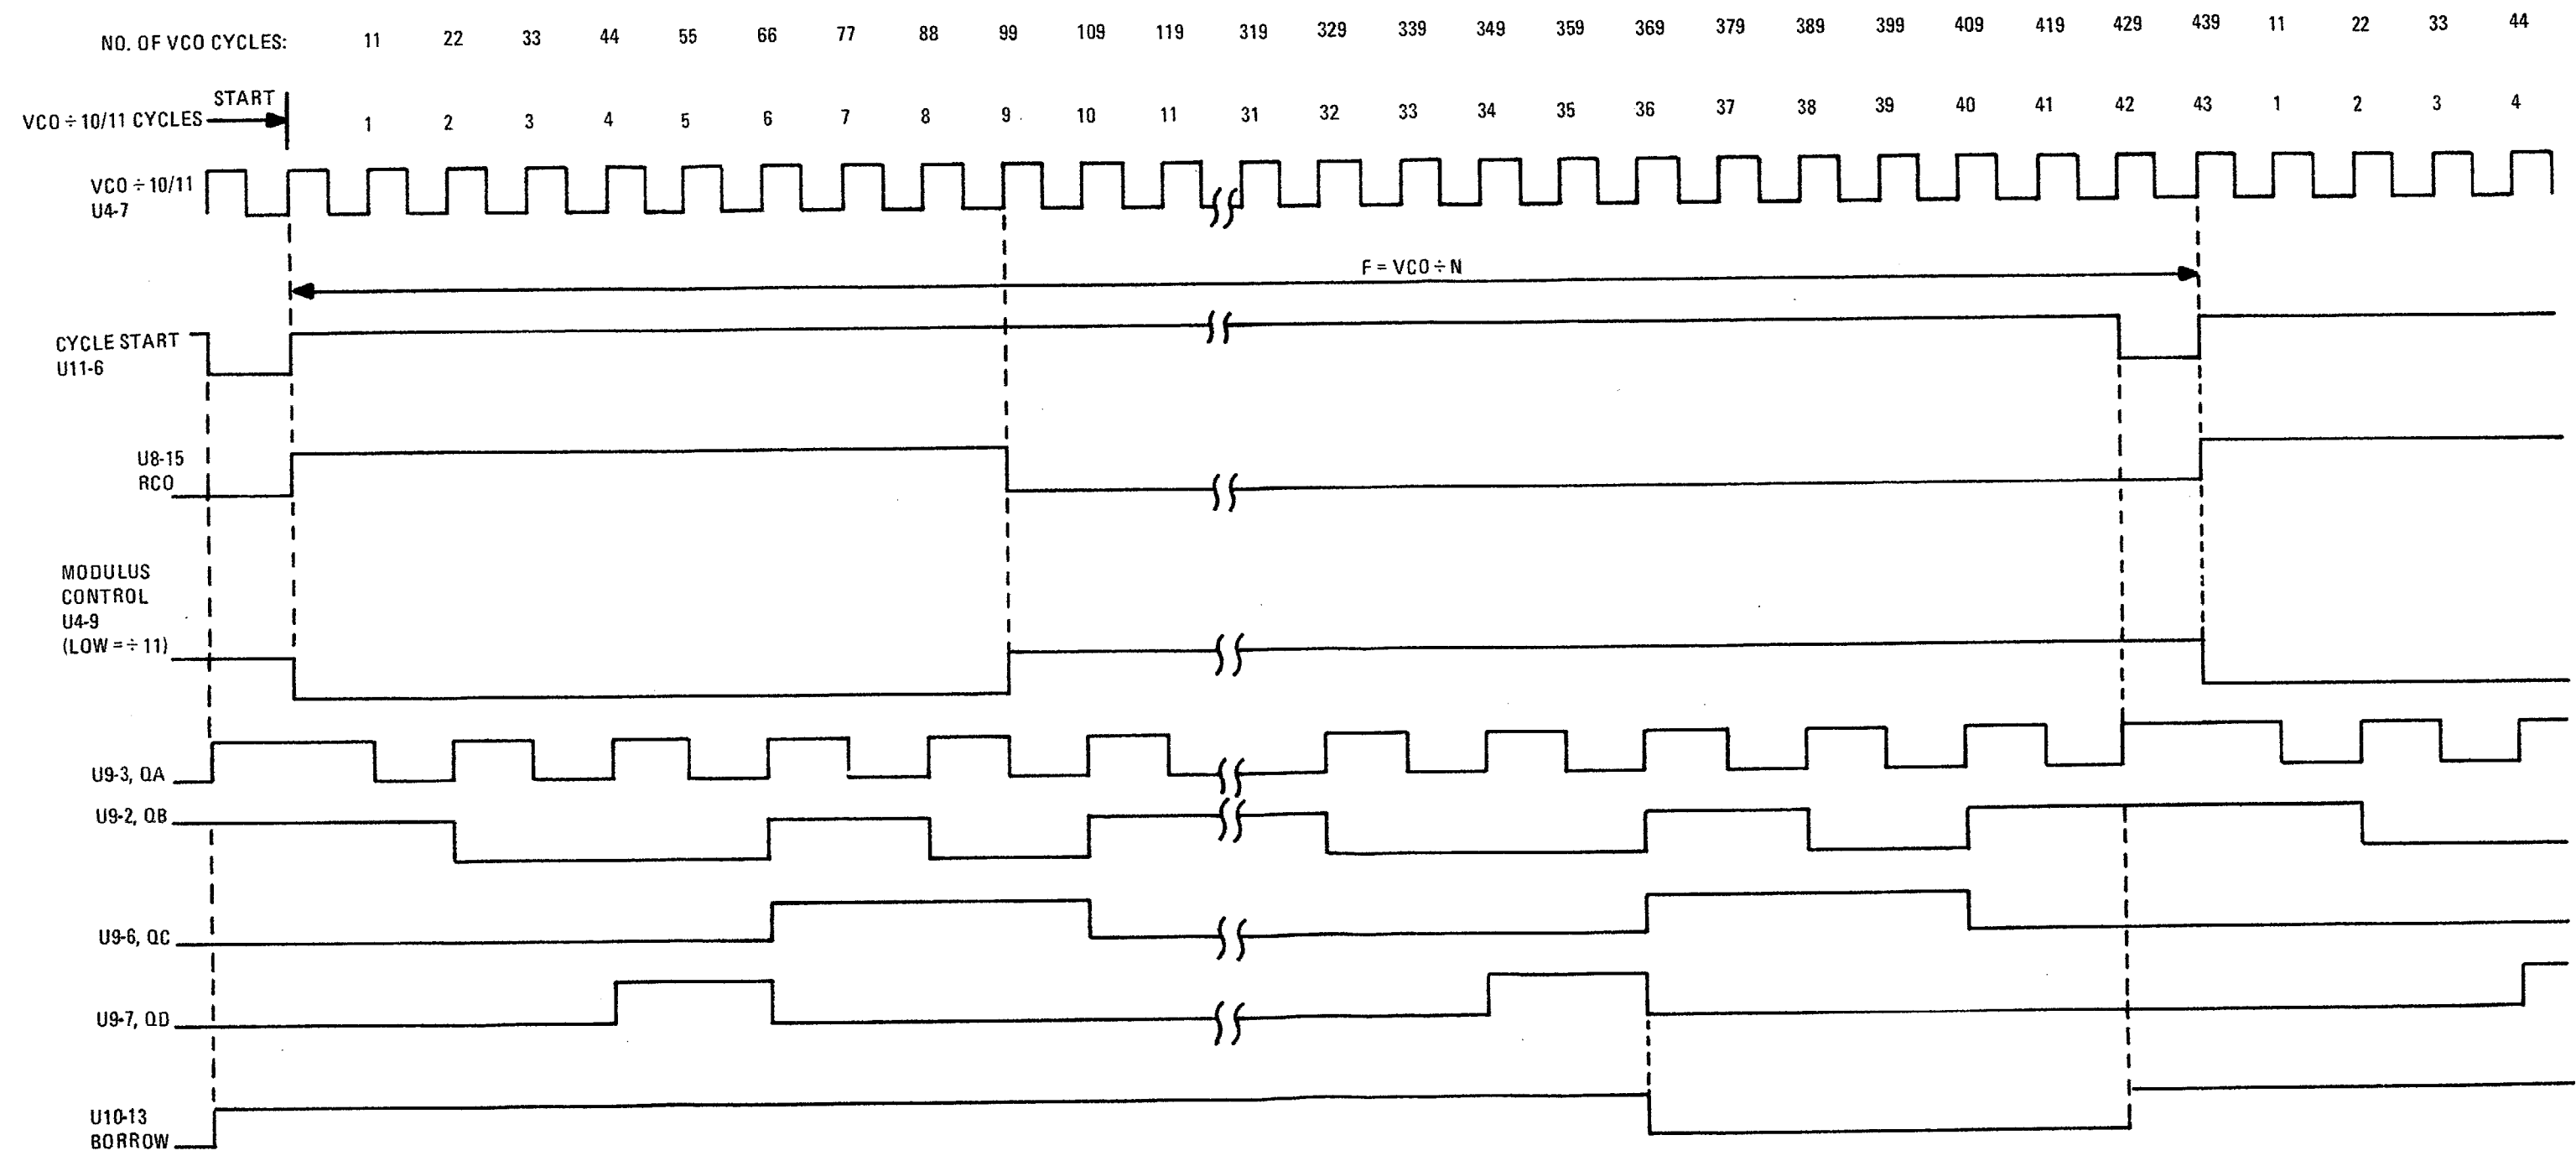 NO. OF VCO CYCLES: 11 22 33 44 55 66 77 88 99 109 119 319 329 339 349 359 369 379 389 399 409 419 429 439 11 22 33 44
START
VCO ÷ 10/11 CYCLES 1 2 3 4 5 6 7 8 9 10 11 31 32 33 34 35 36 37 38 39 40 41 42 43 1 2 3 4
VCO ÷ 10/11
U4-7
F = VCO ÷ N
CYCLE START
U11-6
U8-15
RCO
MODULUS
CONTROL
U4-9
(LOW = ÷ 11)
U9-3, QA
U9-2, QB
U9-6, QC
U9-7, QD
U10-13
BORROW